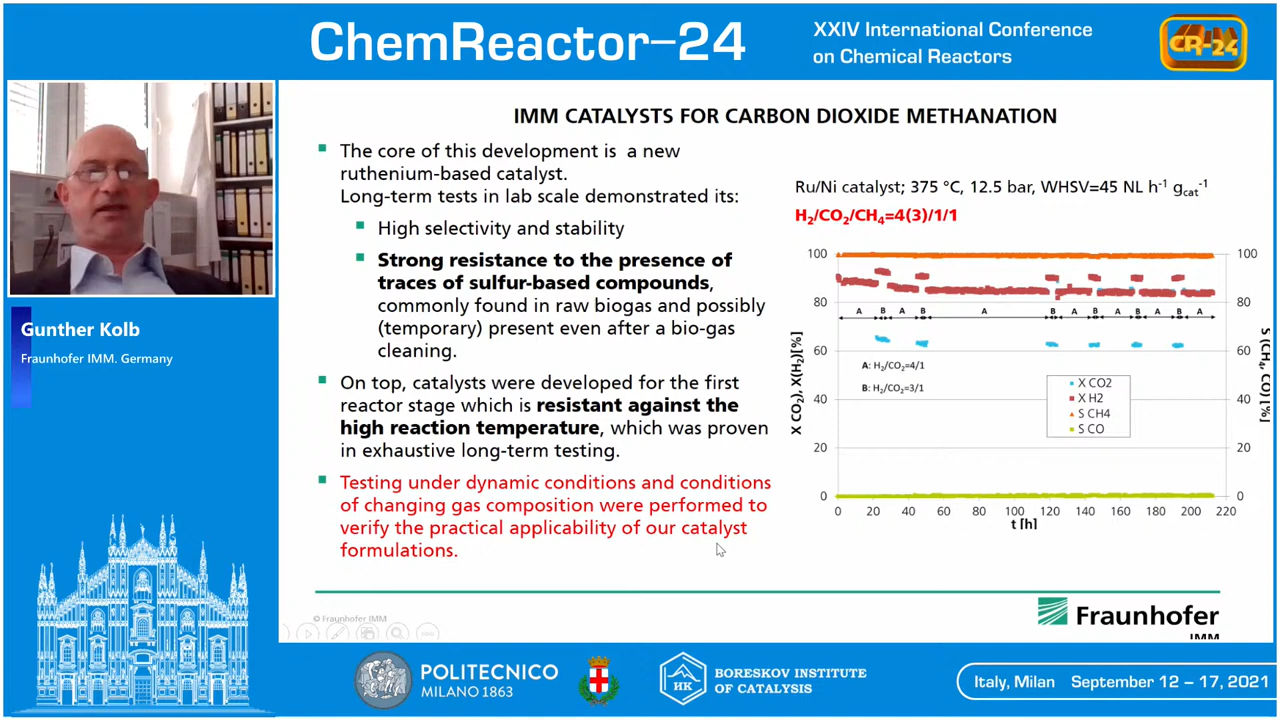 ChemReactor-24
XXIV International Conference
on Chemical Reactors
CR-24
Gunther Kolb
Fraunhofer IMM. Germany
IMM CATALYSTS FOR CARBON DIOXIDE METHANATION
The core of this development is a new
ruthenium-based catalyst.
Long-term tests in lab scale demonstrated its:
High selectivity and stability
Strong resistance to the presence of
traces of sulfur-based compounds,
commonly found in raw biogas and possibly
(temporary) present even after a bio-gas
cleaning.
On top, catalysts were developed for the first
reactor stage which is resistant against the
high reaction temperature, which was proven
in exhaustive long-term testing.
Testing under dynamic conditions and conditions
of changing gas composition were performed to
verify the practical applicability of our catalyst
formulations.
Ru/Ni catalyst; 375 °C, 12.5 bar, WHSV=45 NL h⁻¹ gcat⁻¹
H₂/CO₂/CH₄=4(3)/1/1
100
80
60
40
20
0
X CO2), X(H2)[%]
A B A B A B A B A B A B A
A: H₂/CO₂=4/1
B: H₂/CO₂=3/1
X CO2
X H2
S CH4
S CO
0 20 40 60 80 100 120 140 160 180 200 220
t [h]
100
80
60
40
20
0
S (CH₄, CO) [%]
© Fraunhofer IMM
Fraunhofer
IMM
POLITECNICO
MILANO 1863
НК
BORESKOV INSTITUTE
OF CATALYSIS
Italy, Milan September 12 – 17, 2021